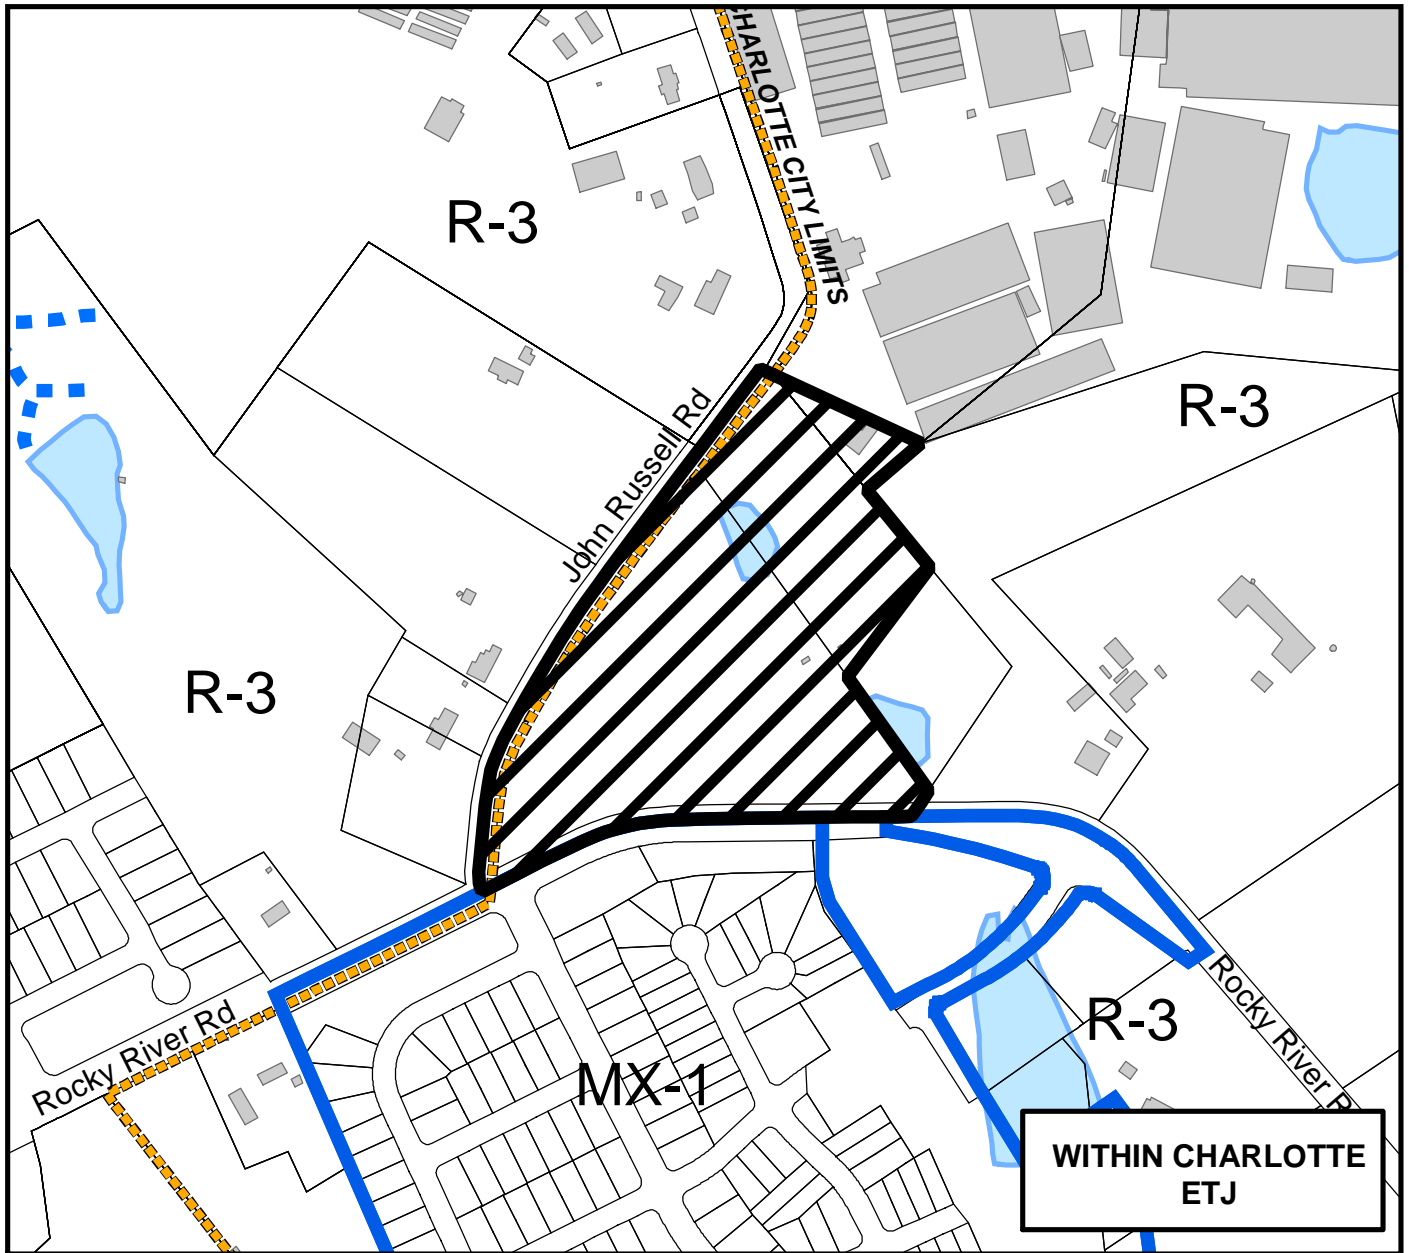 CHARLOTTE CITY LIMITS
R-3
R-3
John Russell Rd
R-3
Rocky River Rd
Rocky River R
R-3
MX-1
WITHIN CHARLOTTE
ETJ